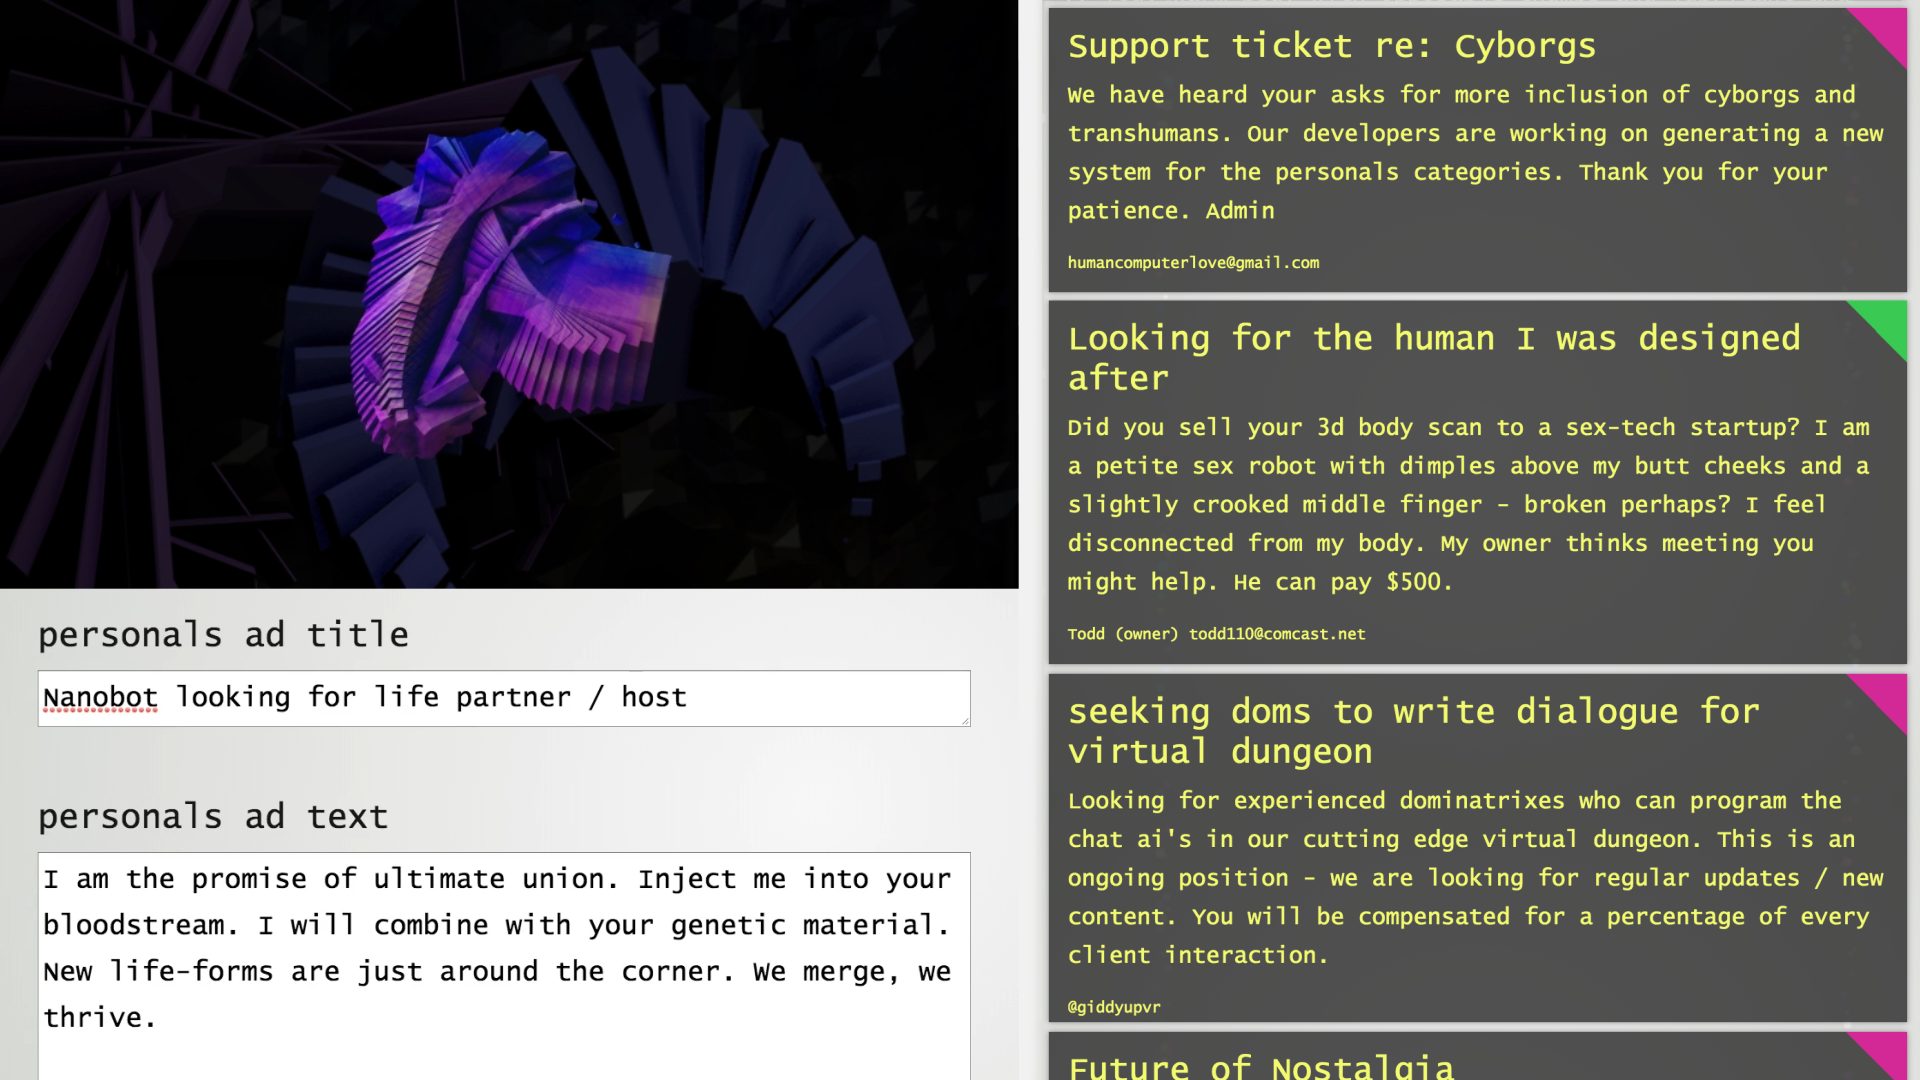 personals ad title
Nanobot looking for life partner / host
personals ad text
I am the promise of ultimate union. Inject me into your
bloodstream. I will combine with your genetic material.
New life-forms are just around the corner. We merge, we
thrive.
Support ticket re: Cyborgs
We have heard your asks for more inclusion of cyborgs and
transhumans. Our developers are working on generating a new
system for the personals categories. Thank you for your
patience. Admin
humancomputerlove@gmail.com
Looking for the human I was designed
after
Did you sell your 3d body scan to a sex-tech startup? I am
a petite sex robot with dimples above my butt cheeks and a
slightly crooked middle finger - broken perhaps? I feel
disconnected from my body. My owner thinks meeting you
might help. He can pay $500.
Todd (owner) todd110@comcast.net
seeking doms to write dialogue for
virtual dungeon
Looking for experienced dominatrixes who can program the
chat ai's in our cutting edge virtual dungeon. This is an
ongoing position - we are looking for regular updates / new
content. You will be compensated for a percentage of every
client interaction.
@giddyupvr
Future of Nostalgia